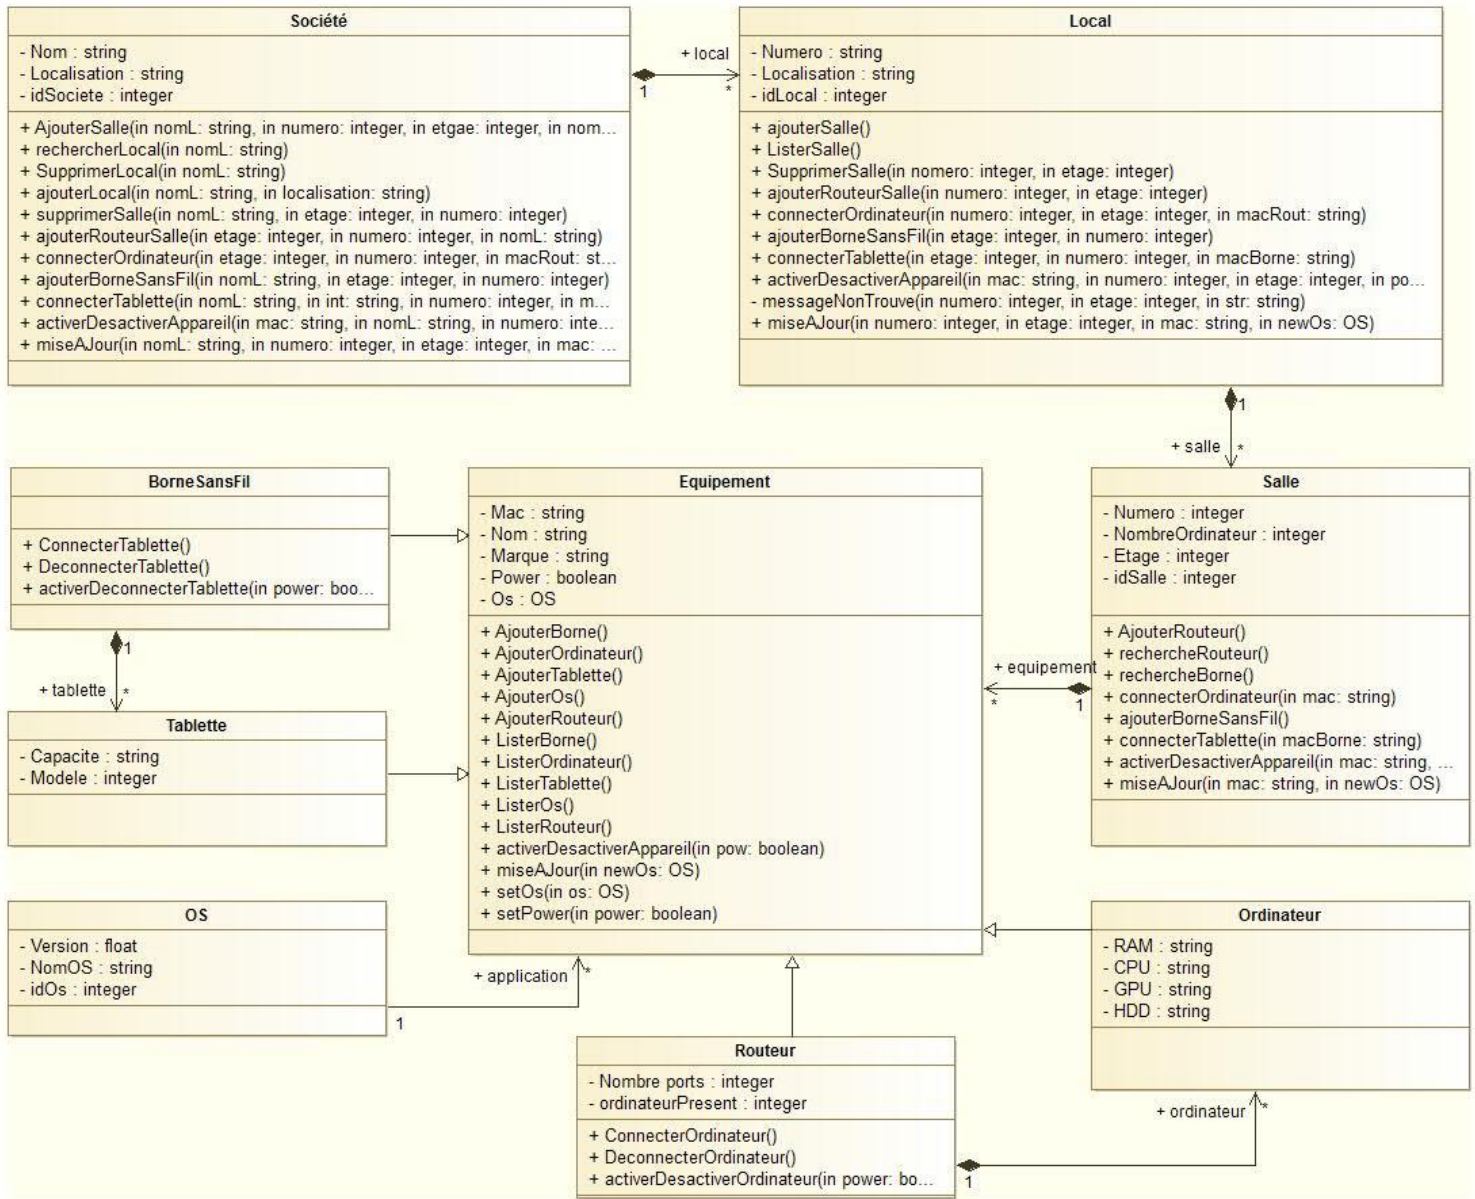 Société
- Nom : string
- Localisation : string
- idSociete : integer
+ AjouterSalle(in nomL: string, in numero: integer, in etgae: integer, in nom...
+ rechercherLocal(in nomL: string)
+ SupprimerLocal(in nomL: string)
+ ajouterLocal(in nomL: string, in localisation: string)
+ supprimerSalle(in nomL: string, in etage: integer, in numero: integer)
+ ajouterRouteurSalle(in etage: integer, in numero: integer, in nomL: string)
+ connecterOrdinateur(in etage: integer, in numero: integer, in macRout: st...
+ ajouterBorneSansFil(in nomL: string, in etage: integer, in numero: integer)
+ connecterTablette(in nomL: string, in int: string, in numero: integer, in m...
+ activerDesactiverAppareil(in mac: string, in nomL: string, in numero: inte...
+ miseAJour(in nomL: string, in numero: integer, in etage: integer, in mac: ...
+ local
1
*
Local
- Numero : string
- Localisation : string
- idLocal : integer
+ ajouterSalle()
+ ListerSalle()
+ SupprimerSalle(in nomero: integer, in etage: integer)
+ ajouterRouteurSalle(in numero: integer, in etage: integer)
+ connecterOrdinateur(in numero: integer, in etage: integer, in macRout: string)
+ ajouterBorneSansFil(in etage: integer, in numero: integer)
+ connecterTablette(in etage: integer, in numero: integer, in macBorne: string)
+ activerDesactiverAppareil(in mac: string, in numero: integer, in etage: integer, in po...
- messageNonTrouve(in numero: integer, in etage: integer, in str: string)
+ miseAJour(in numero: integer, in etage: integer, in mac: string, in newOs: OS)
1
+ salle
*
BorneSansFil
+ ConnecterTablette()
+ DeconnecterTablette()
+ activerDeconnecterTablette(in power: boo...
1
+ tablette
*
Tablette
- Capacite : string
- Modele : integer
OS
- Version : float
- NomOS : string
- idOs : integer
1
+ application
*
Equipement
- Mac : string
- Nom : string
- Marque : string
- Power : boolean
- Os : OS
+ AjouterBorne()
+ AjouterOrdinateur()
+ AjouterTablette()
+ AjouterOs()
+ AjouterRouteur()
+ ListerBorne()
+ ListerOrdinateur()
+ ListerTablette()
+ ListerOs()
+ ListerRouteur()
+ activerDesactiverAppareil(in pow: boolean)
+ miseAJour(in newOs: OS)
+ setOs(in os: OS)
+ setPower(in power: boolean)
+ equipement
*
1
Salle
- Numero : integer
- NombreOrdinateur : integer
- Etage : integer
- idSalle : integer
+ AjouterRouteur()
+ rechercheRouteur()
+ rechercheBorne()
+ connecterOrdinateur(in mac: string)
+ ajouterBorneSansFil()
+ connecterTablette(in macBorne: string)
+ activerDesactiverAppareil(in mac: string, ...
+ miseAJour(in mac: string, in newOs: OS)
Ordinateur
- RAM : string
- CPU : string
- GPU : string
- HDD : string
+ ordinateur
*
Routeur
- Nombre ports : integer
- ordinateurPresent : integer
+ ConnecterOrdinateur()
+ DeconnecterOrdinateur()
+ activerDesactiverOrdinateur(in power: bo...
1